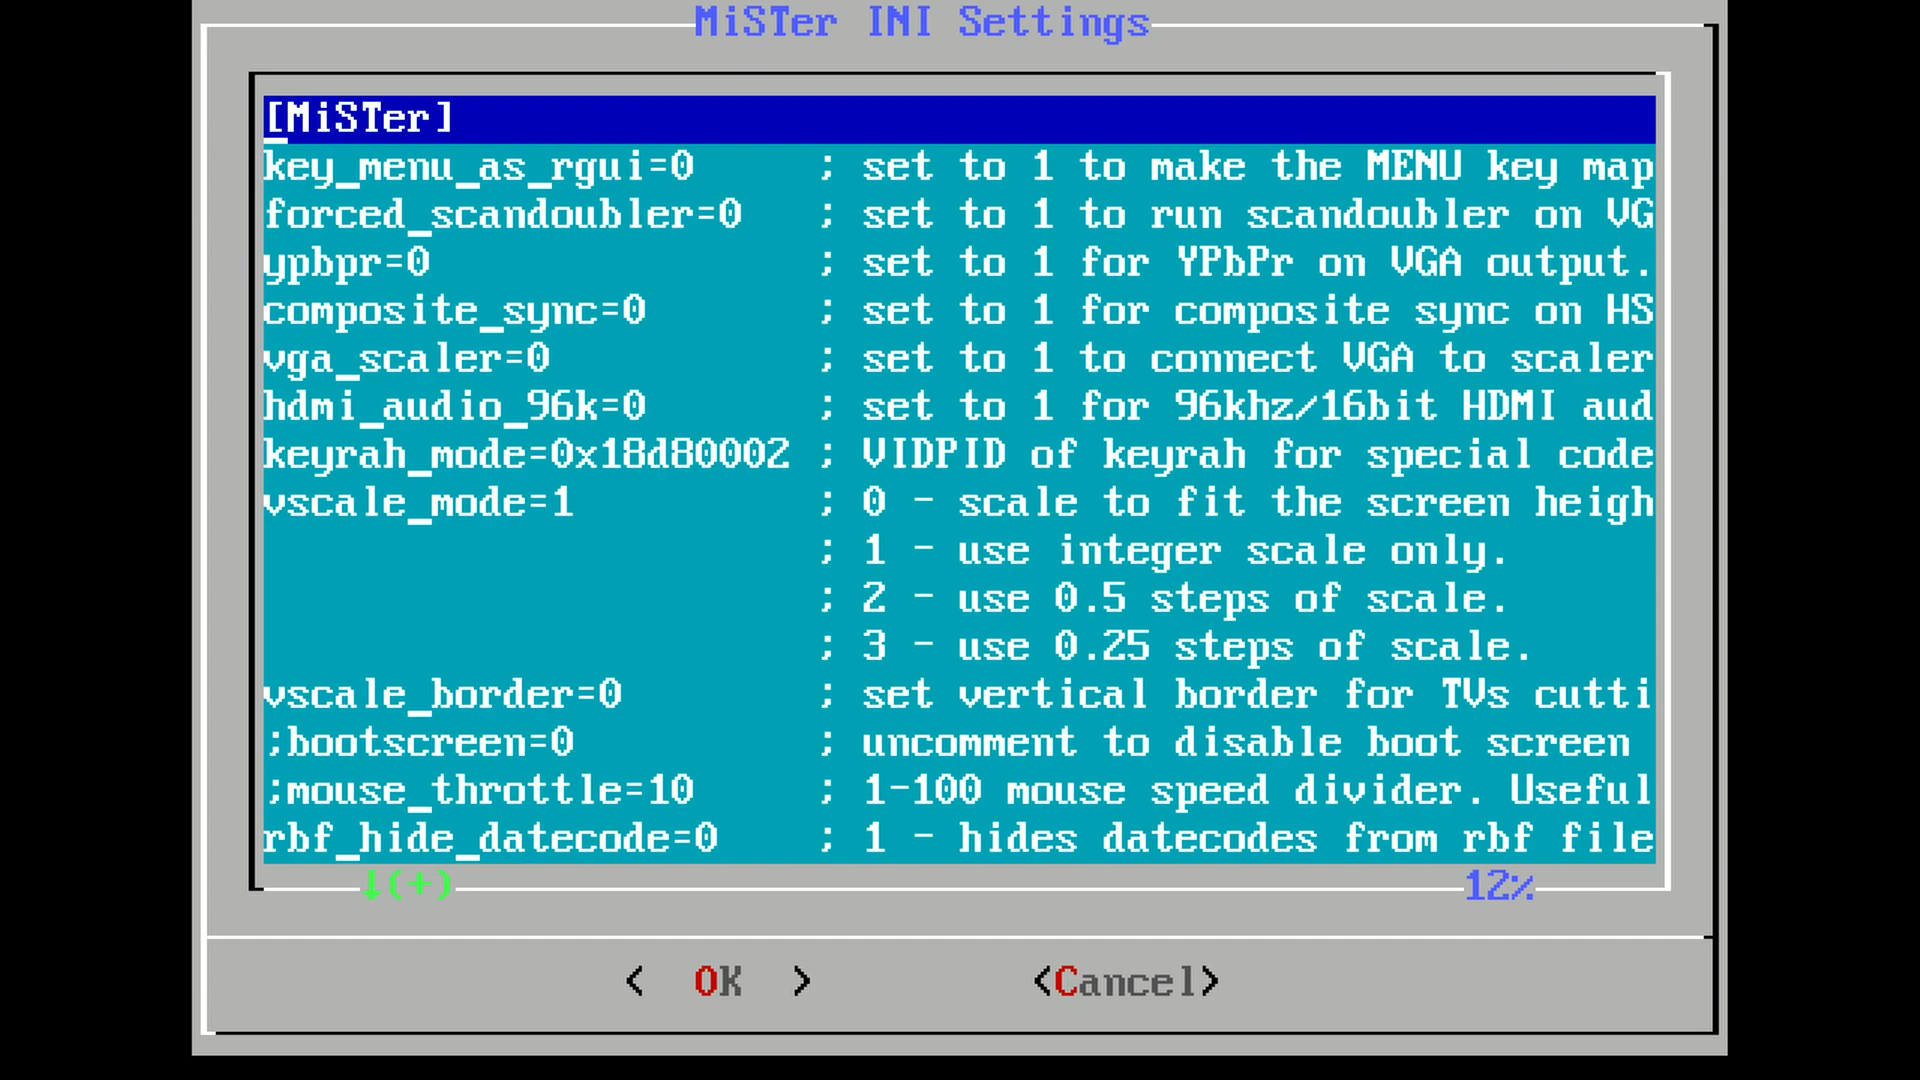 MiSTer INI Settings
[MiSTer]
key_menu_as_rgui=0 ; set to 1 to make the MENU key map
forced_scandoubler=0 ; set to 1 to run scandoubler on VG
ypbpr=0 ; set to 1 for YPbPr on VGA output.
composite_sync=0 ; set to 1 for composite sync on HS
vga_scaler=0 ; set to 1 to connect VGA to scaler
hdmi_audio_96k=0 ; set to 1 for 96khz/16bit HDMI aud
keyrah_mode=0x18d80002 ; VIDPID of keyrah for special code
vscale_mode=1 ; 0 - scale to fit the screen heigh
; 1 - use integer scale only.
; 2 - use 0.5 steps of scale.
; 3 - use 0.25 steps of scale.
vscale_border=0 ; set vertical border for TVs cutti
;bootscreen=0 ; uncomment to disable boot screen
;mouse_throttle=10 ; 1-100 mouse speed divider. Useful
rbf_hide_datecode=0 ; 1 - hides datecodes from rbf file
↓(+) 12%
< OK > <Cancel>